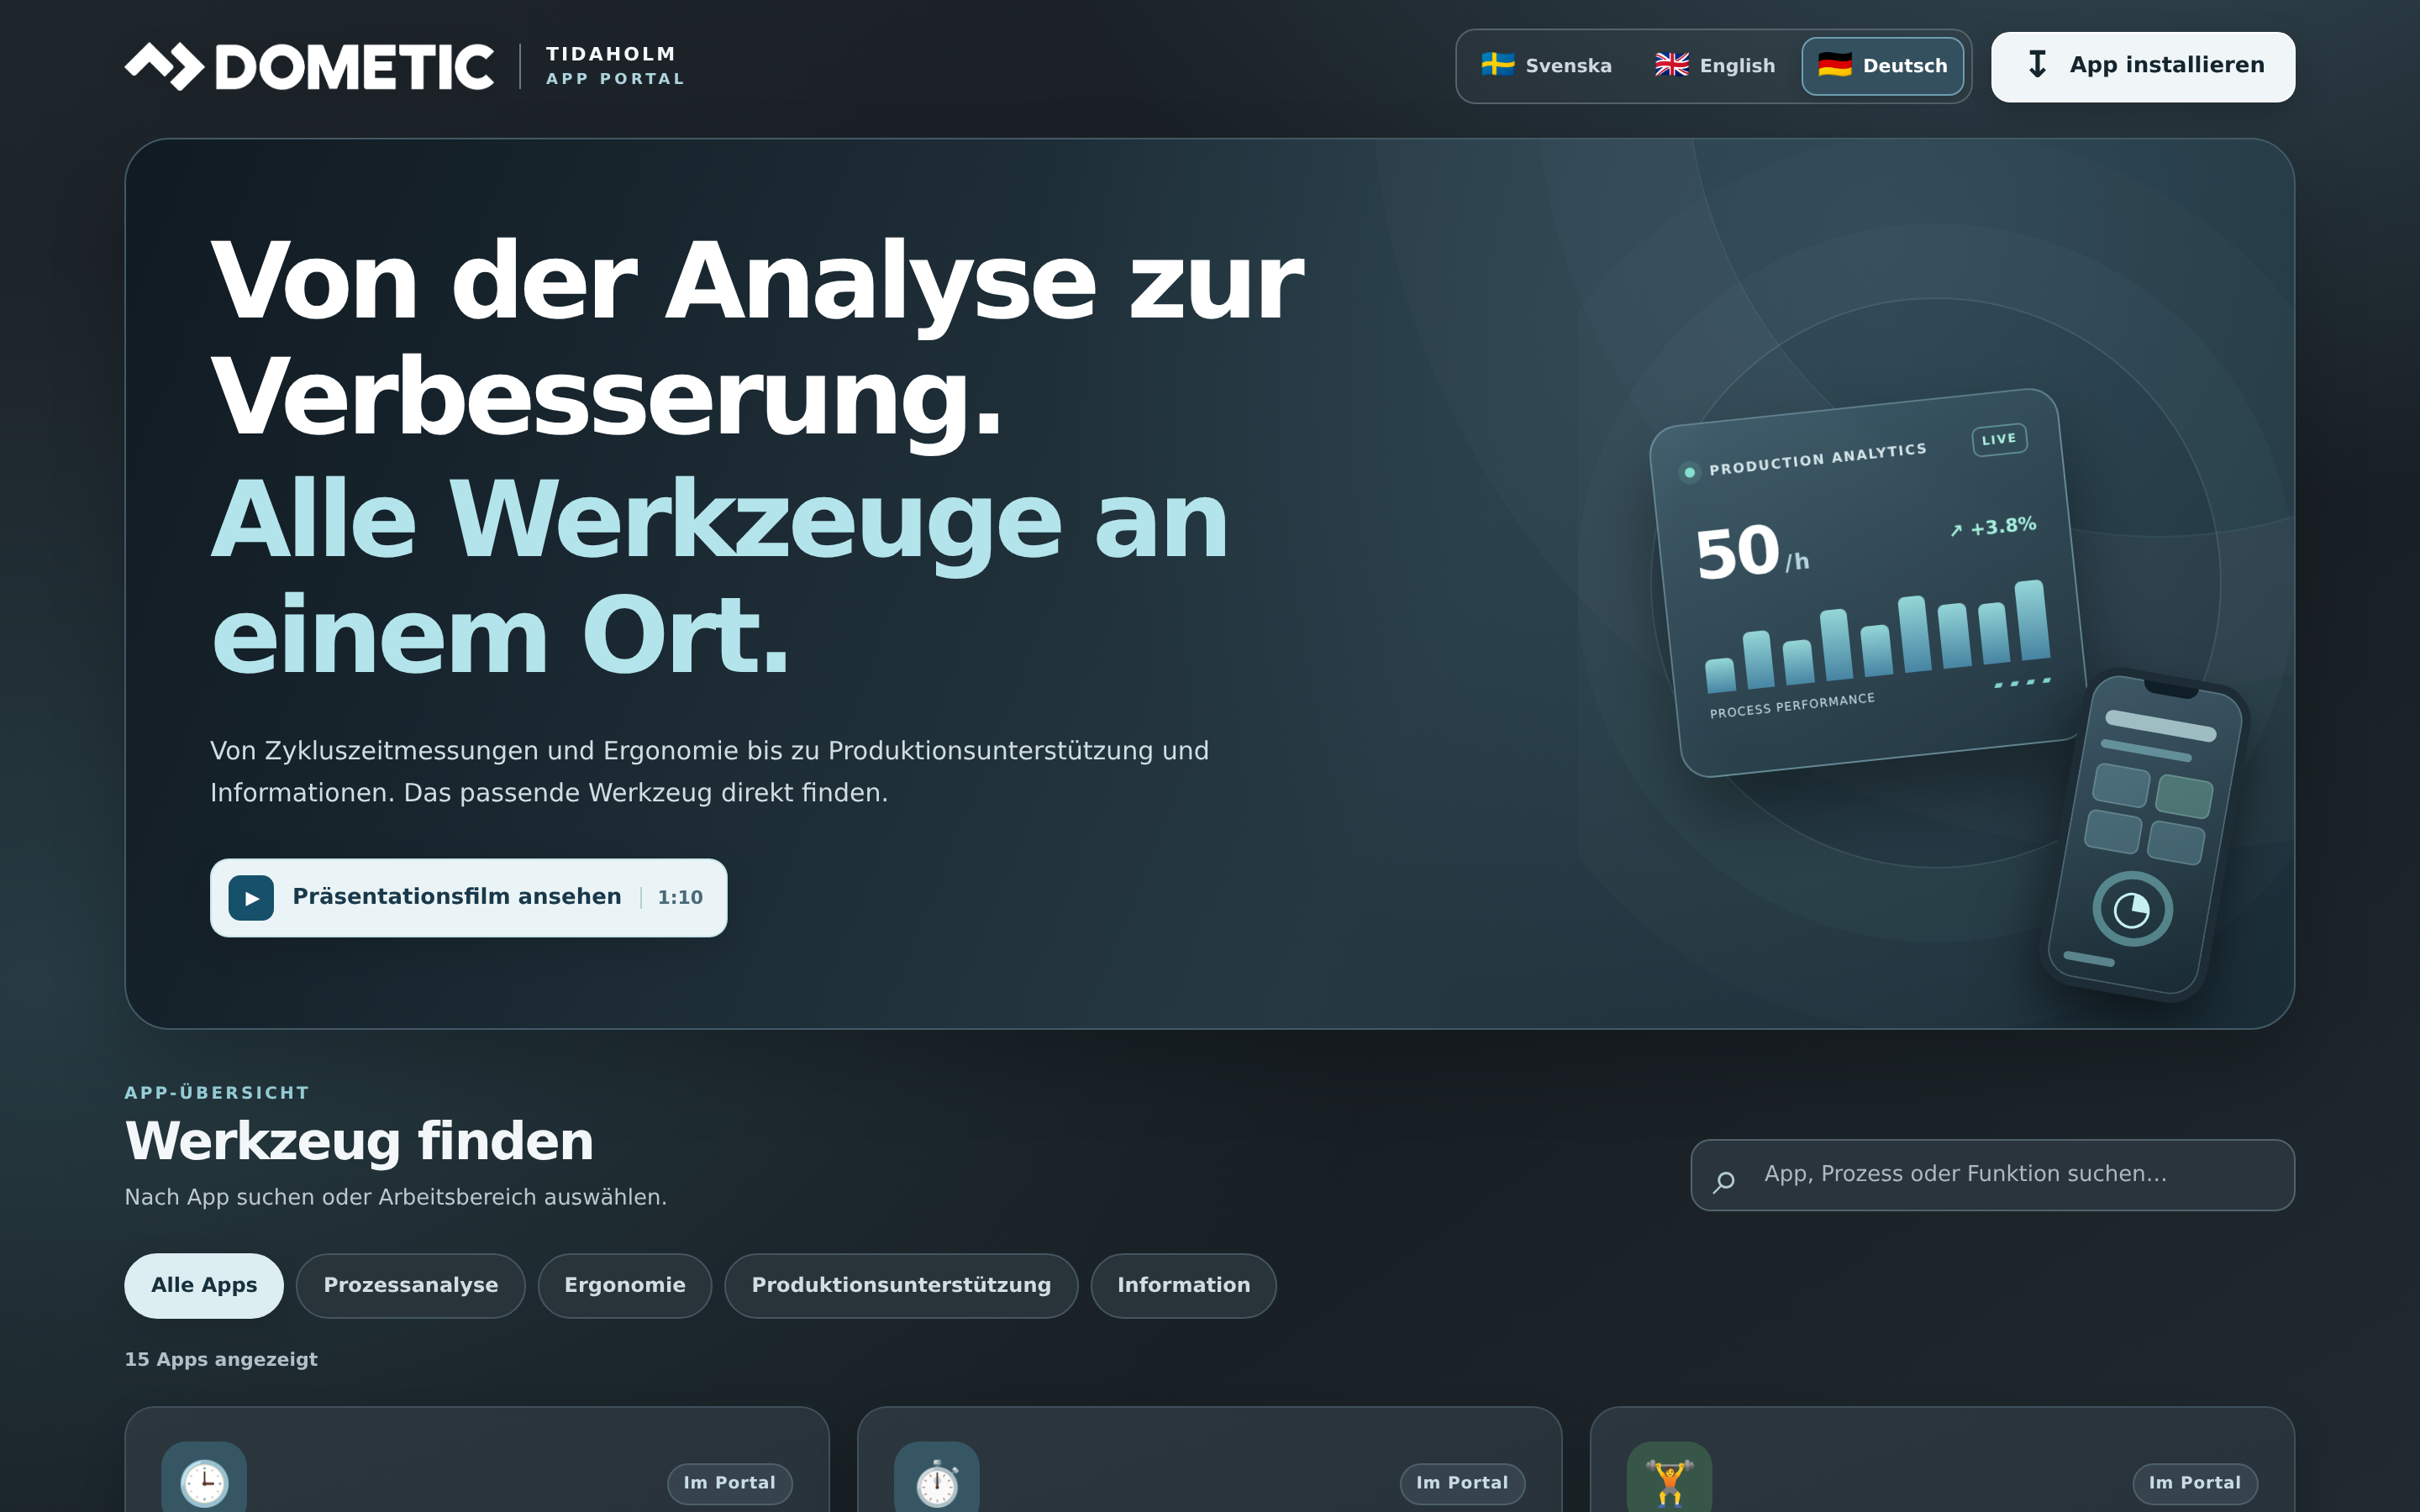 DOMETIC
TIDAHOLM
APP PORTAL
Svenska
English
Deutsch
App installieren
Von der Analyse zur
Verbesserung.
Alle Werkzeuge an
einem Ort.
Von Zykluszeitmessungen und Ergonomie bis zu Produktionsunterstützung und
Informationen. Das passende Werkzeug direkt finden.
Präsentationsfilm ansehen
1:10
PRODUCTION ANALYTICS
LIVE
50/h
↗ +3.8%
PROCESS PERFORMANCE
APP-ÜBERSICHT
Werkzeug finden
Nach App suchen oder Arbeitsbereich auswählen.
App, Prozess oder Funktion suchen…
Alle Apps
Prozessanalyse
Ergonomie
Produktionsunterstützung
Information
15 Apps angezeigt
Im Portal
Im Portal
Im Portal